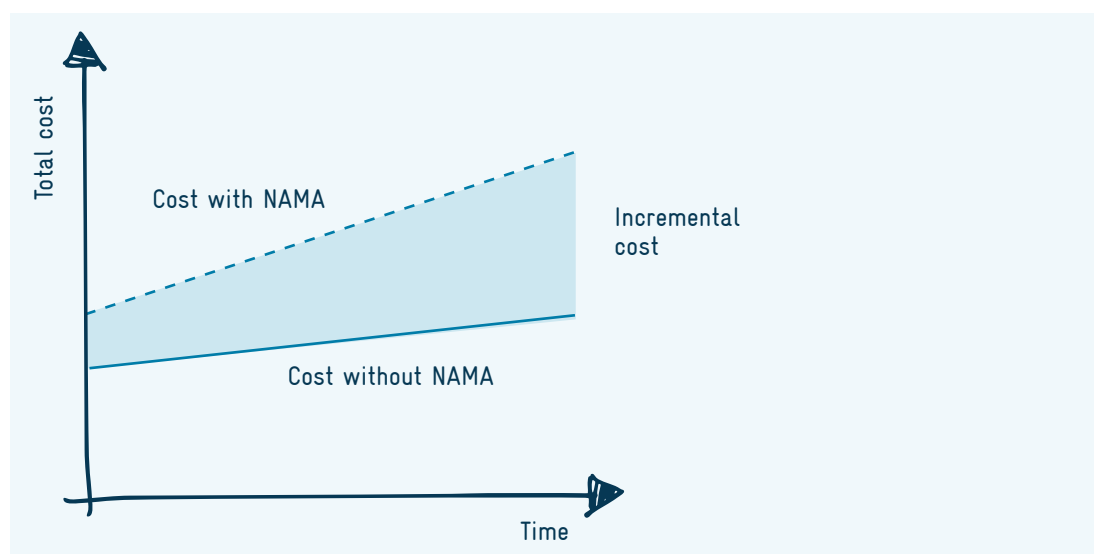 Total cost
Cost with NAMA
Incremental
cost
Cost without NAMA
Time